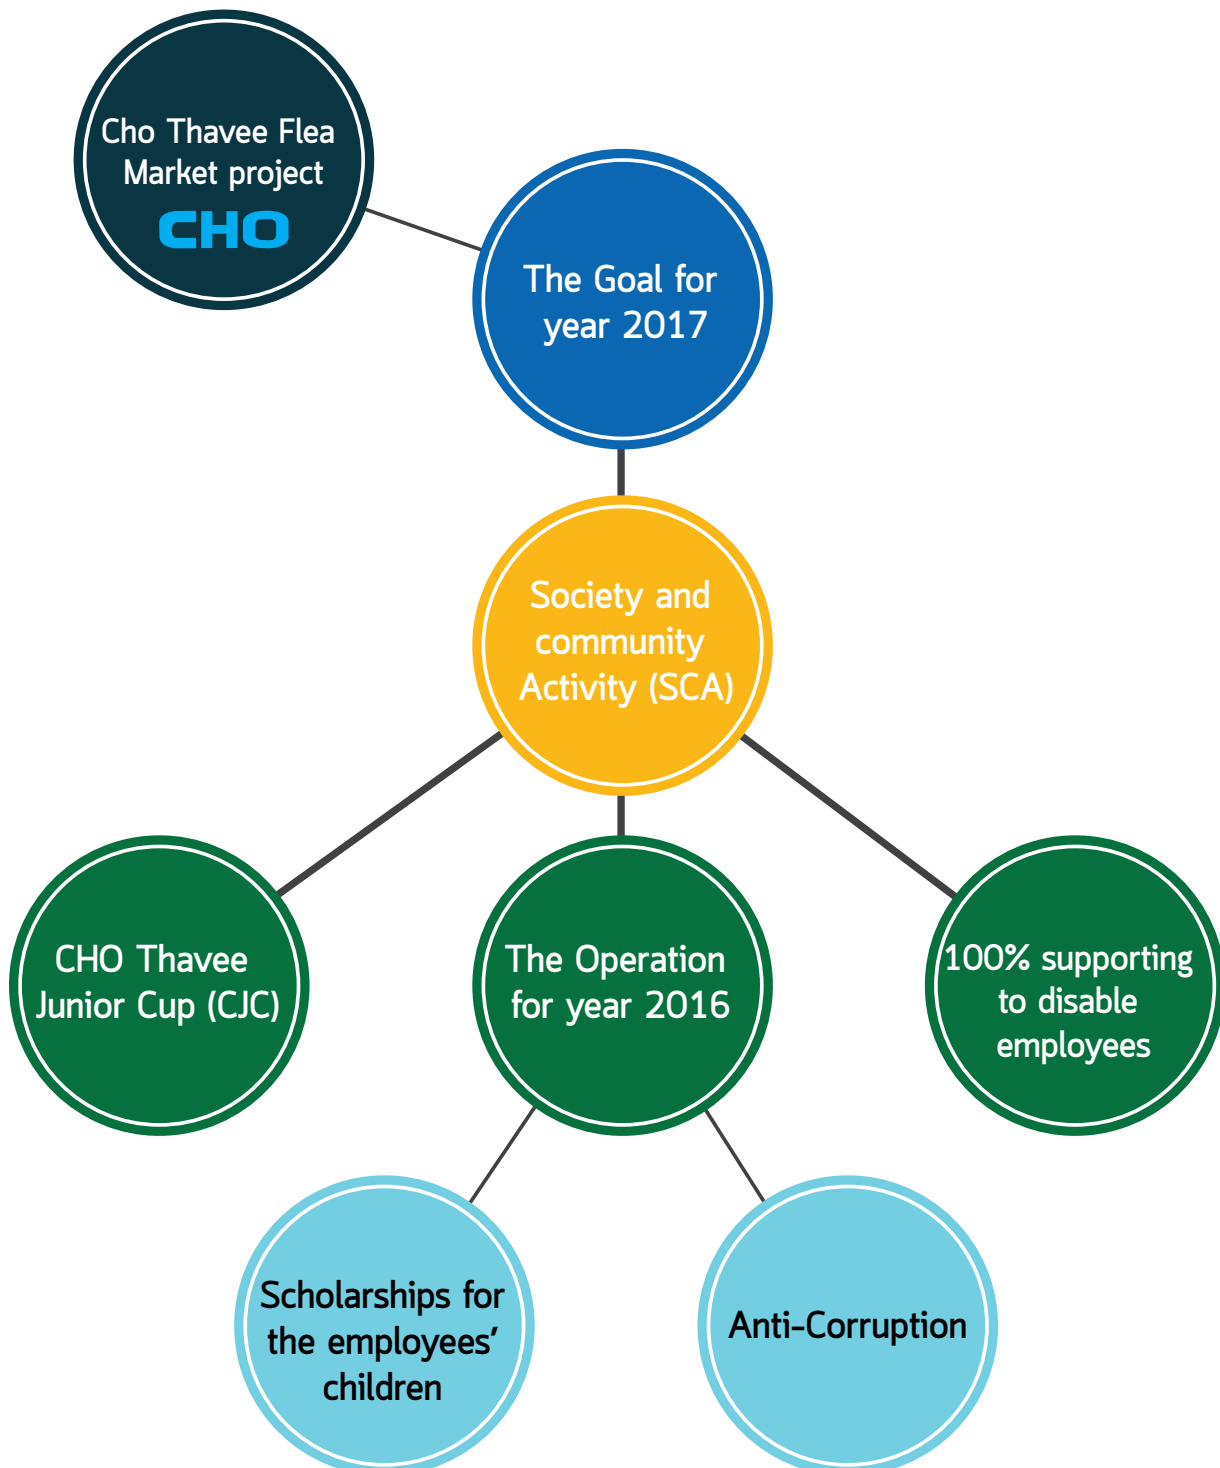 Cho Thavee Flea
Market project
CHO
The Goal for
year 2017
Society and
community
Activity (SCA)
CHO Thavee
Junior Cup (CJC)
The Operation
for year 2016
100% supporting
to disable
employees
Scholarships for
the employees’
children
Anti-Corruption